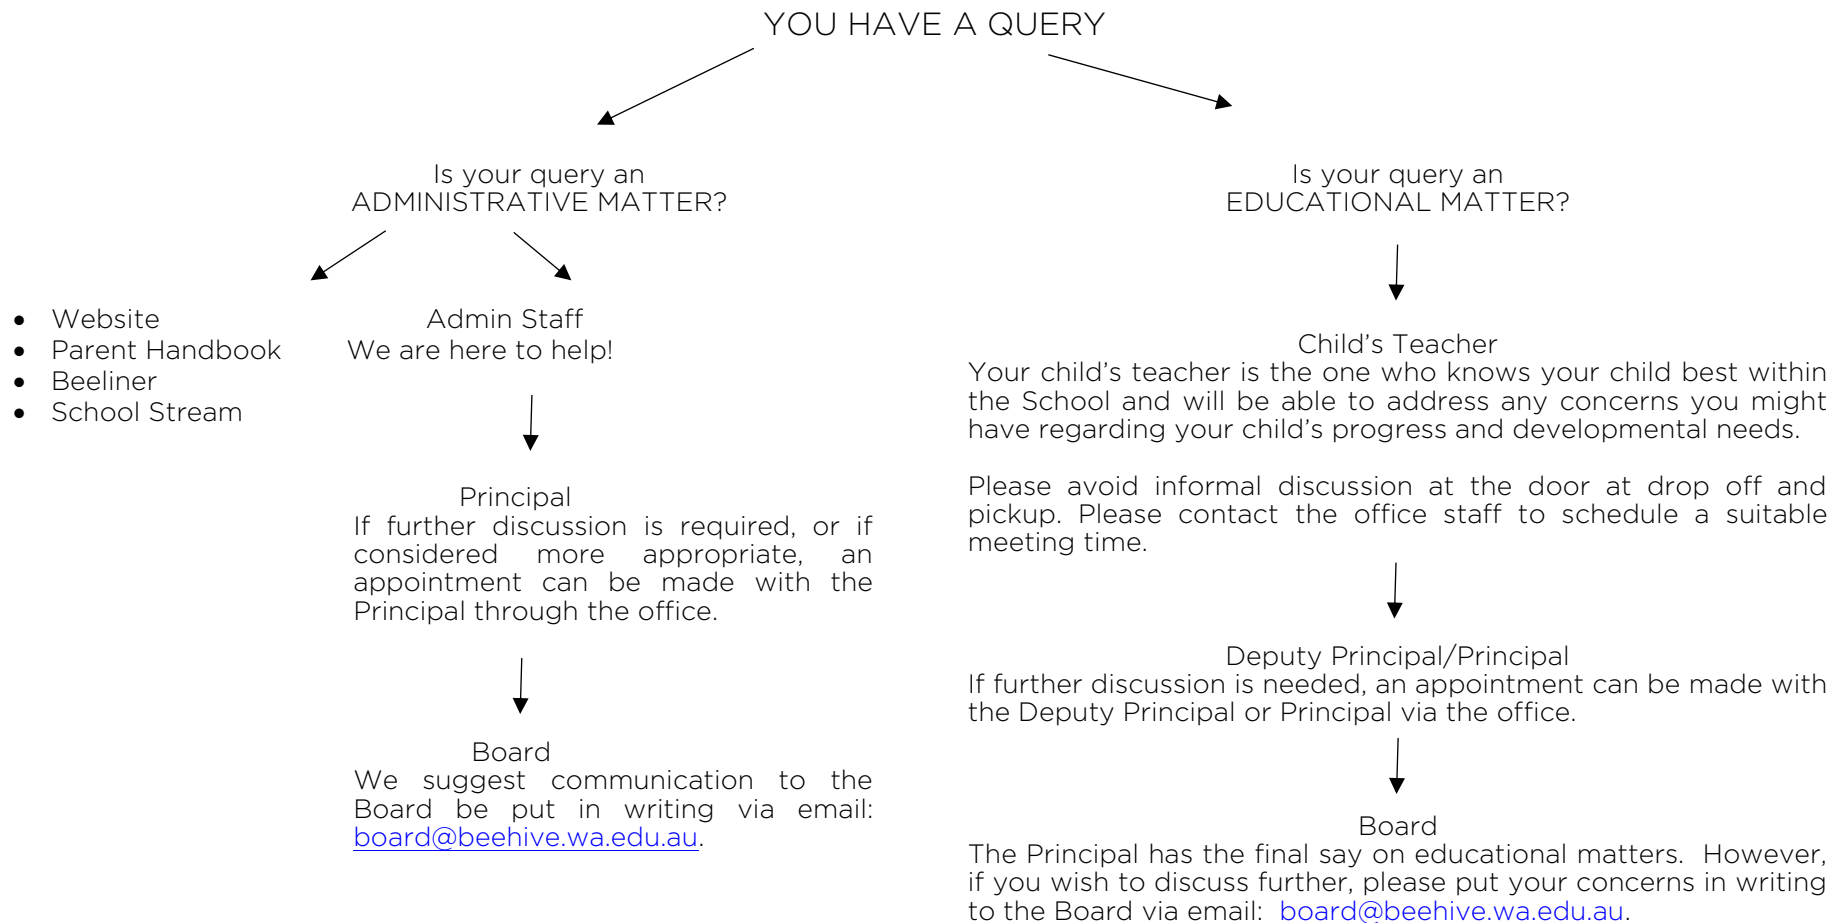 YOU HAVE A QUERY
Is your query an
ADMINISTRATIVE MATTER?
• Website
• Parent Handbook
• Beeliner
• School Stream
Admin Staff
We are here to help!
Principal
If further discussion is required, or if
considered more appropriate, an
appointment can be made with the
Principal through the office.
Board
We suggest communication to the
Board be put in writing via email:
board@beehive.wa.edu.au.
Is your query an
EDUCATIONAL MATTER?
Child’s Teacher
Your child’s teacher is the one who knows your child best within
the School and will be able to address any concerns you might
have regarding your child’s progress and developmental needs.
Please avoid informal discussion at the door at drop off and
pickup. Please contact the office staff to schedule a suitable
meeting time.
Deputy Principal/Principal
If further discussion is needed, an appointment can be made with
the Deputy Principal or Principal via the office.
Board
The Principal has the final say on educational matters. However,
if you wish to discuss further, please put your concerns in writing
to the Board via email: board@beehive.wa.edu.au.